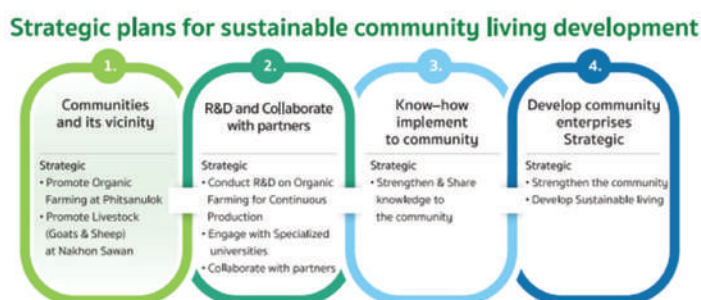 Strategic plans for sustainable community living development
1.
Communities
and its vicinity
Strategic
• Promote Organic
Farming at Phitsanulok
• Promote Livestock
(Goats & Sheep)
at Nakhon Sawan
2.
R&D and Collaborate
with partners
Strategic
• Conduct R&D on Organic
Farming for Continuous
Production
• Engage with Specialized
universities
• Collaborate with partners
3.
Know–how
implement
to community
Strategic
• Strengthen & Share
knowledge to
the community
4.
Develop community
enterprises
Strategic
Strategic
• Strengthen the community
• Develop Sustainable living